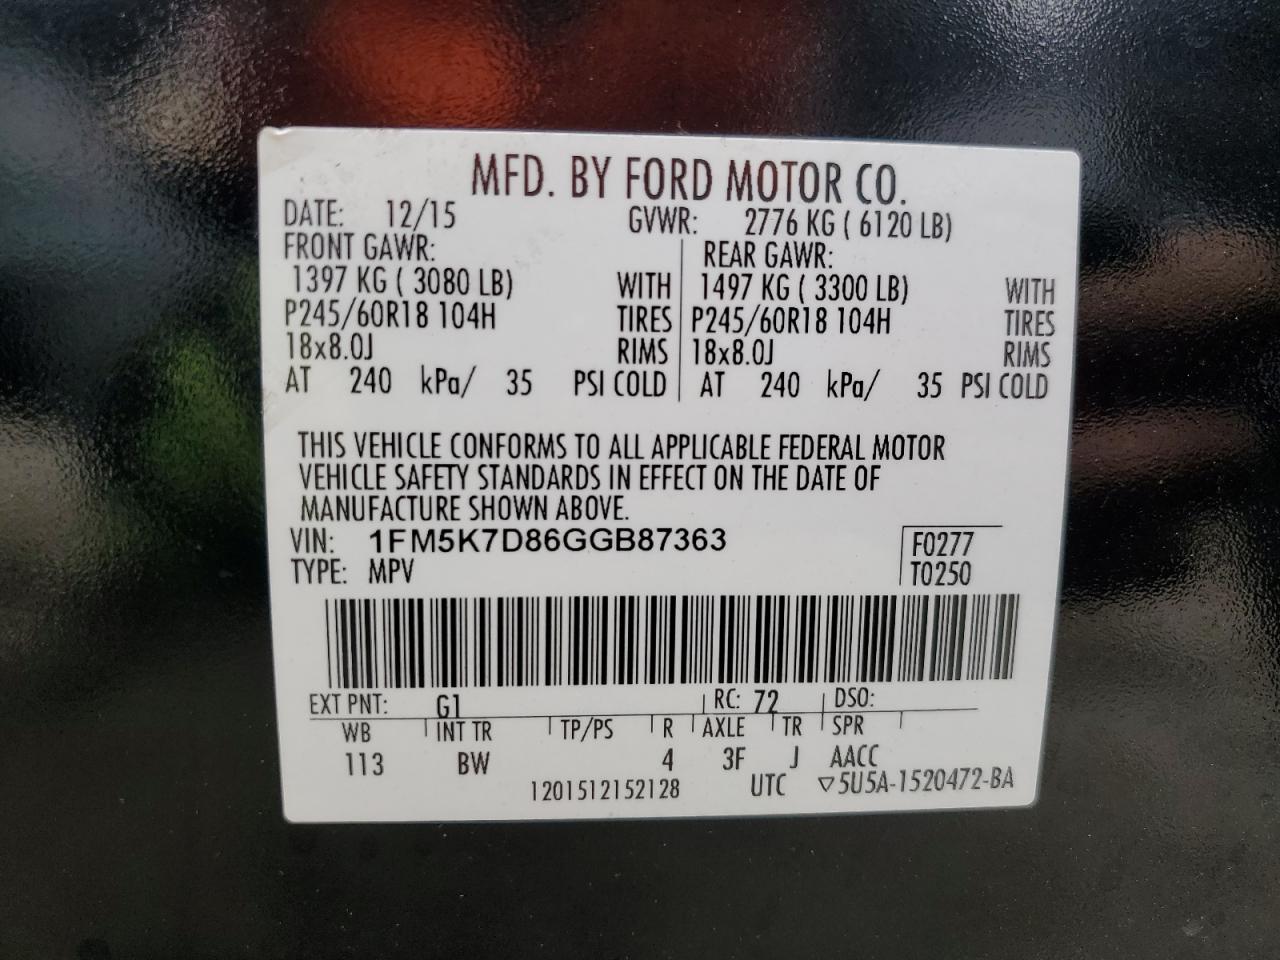 MFD. BY FORD MOTOR CO.
DATE: 12/15 GVWR: 2776 KG ( 6120 LB)
FRONT GAWR: REAR GAWR:
1397 KG ( 3080 LB) WITH 1497 KG ( 3300 LB) WITH
P245/60R18 104H TIRES P245/60R18 104H TIRES
18x8.0J RIMS 18x8.0J RIMS
AT 240 kPa/ 35 PSI COLD AT 240 kPa/ 35 PSI COLD
THIS VEHICLE CONFORMS TO ALL APPLICABLE FEDERAL MOTOR
VEHICLE SAFETY STANDARDS IN EFFECT ON THE DATE OF
MANUFACTURE SHOWN ABOVE.
VIN: 1FM5K7D86GGB87363 F0277
TYPE: MPV T0250
EXT PNT: G1 RC: 72 DSO:
WB INT TR TP/PS R AXLE TR SPR
113 BW 4 3F J AACC
1201512152128 UTC ▽5U5A-1520472-BA